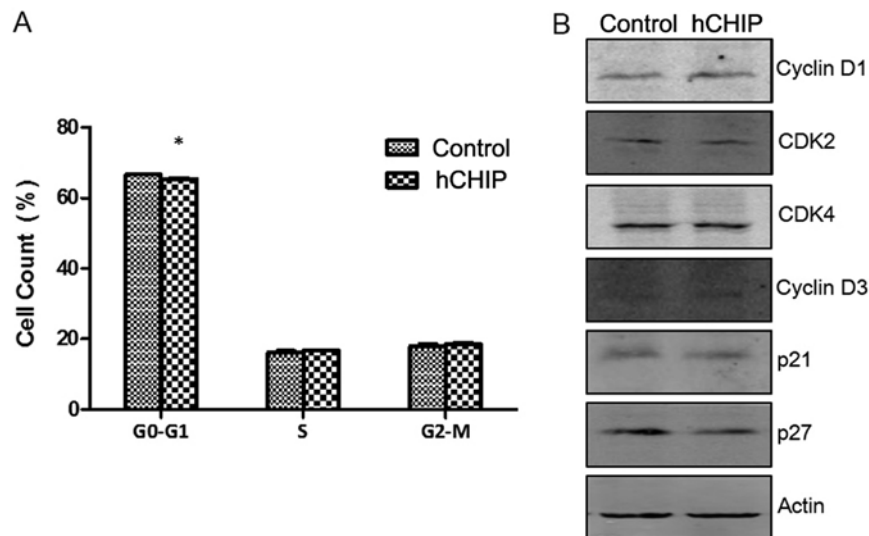 A
80
60
40
20
0
Cell Count (%)
*
Control
hCHIP
G0-G1 S G2-M
B
Control hCHIP
Cyclin D1
CDK2
CDK4
Cyclin D3
p21
p27
Actin